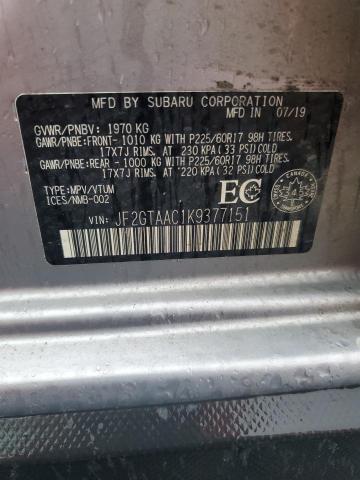 MFD BY SUBARU CORPORATION
MFD IN 07/19
GVWR/PNBV: 1970 KG
GAWR/PNBE:FRONT- 1010 KG WITH P225/60R17 98H TIRES.
17X7J RIMS. AT 230 KPA ( 33 PSI) COLD
GAWR/PNBE:REAR - 1000 KG WITH P225/60R17 98H TIRES.
17X7J RIMS. AT 220 KPA ( 32 PSI) COLD
TYPE:MPV/VTUM
ICES/NMB-002
EC
CANADA
VIN: JF2GTAAC1K9377151